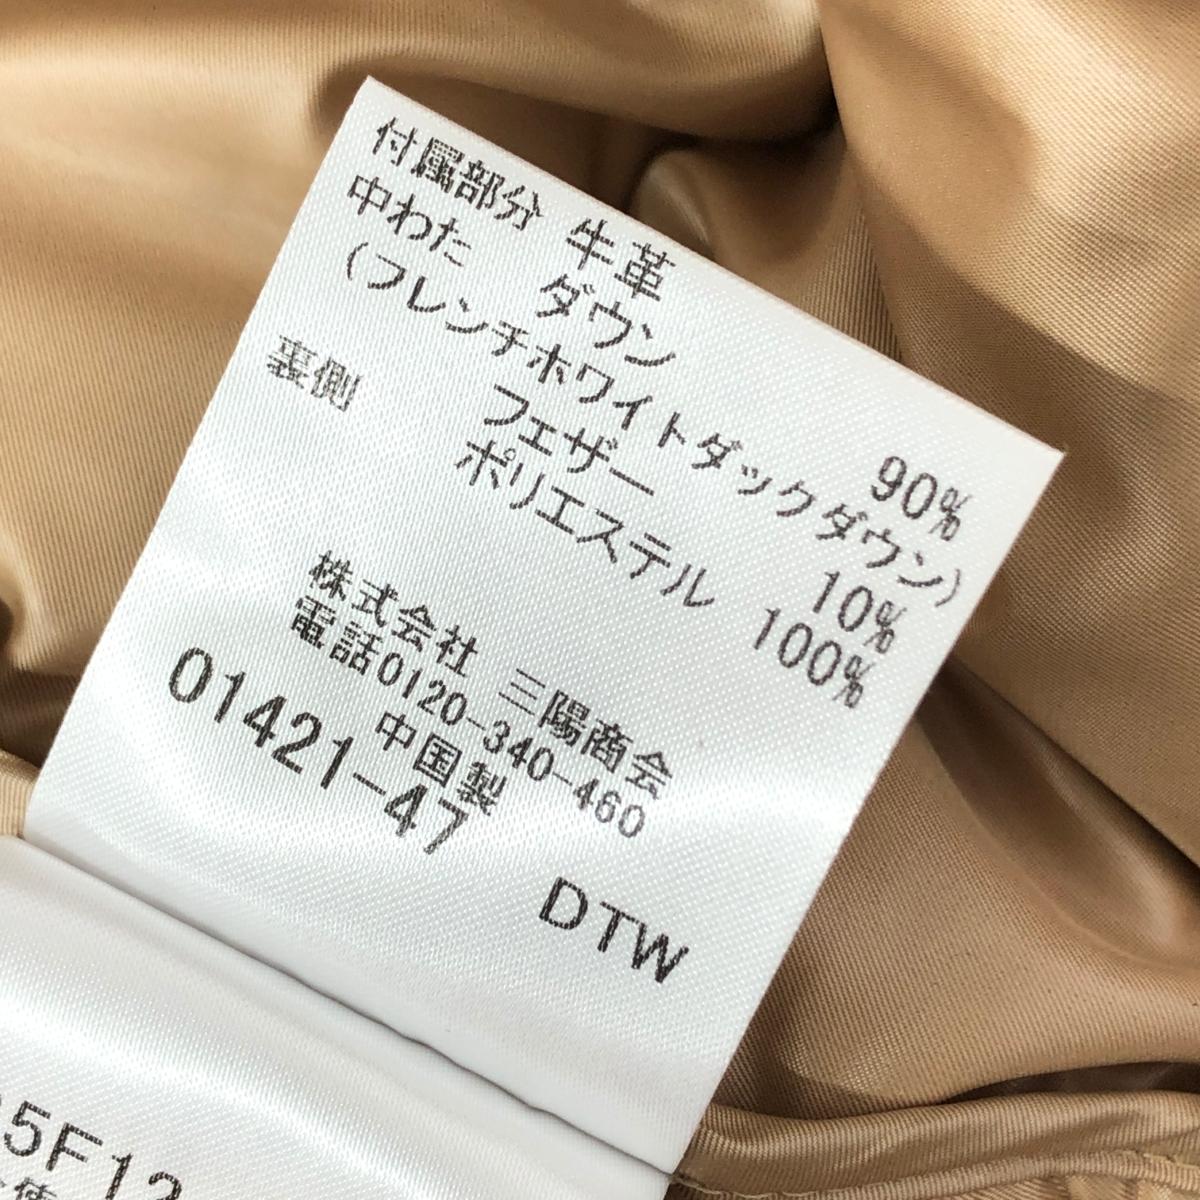 付属部分 牛革
中わた ダウン 90%
(フレンチホワイトダックダウン)
フェザー 10%
裏側 ポリエステル 100%
株式会社 三陽商会
電話0120-340-460
中国製
01421-47
DTW
5F12
使